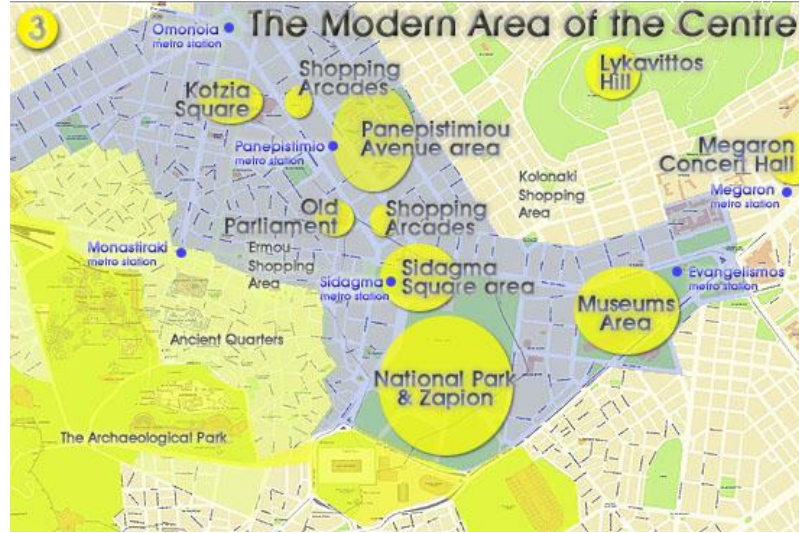 3
The Modern Area of the Centre
Omonoia
metro station
Shopping
Arcades
Lykavittos
Hill
Kotzia
Square
Panepistimiou
Avenue area
Panepistimio
metro station
Megaron
Concert Hall
Megaron
metro station
Kolonaki
Shopping
Area
Old
Parliament
Shopping
Arcades
Monastiraki
metro station
Ermou
Shopping
Area
Sidagma
metro station
Sidagma
Square area
Evangelismos
metro station
Museums
Area
Ancient Quarters
National Park
& Zapion
The Archaeological Park